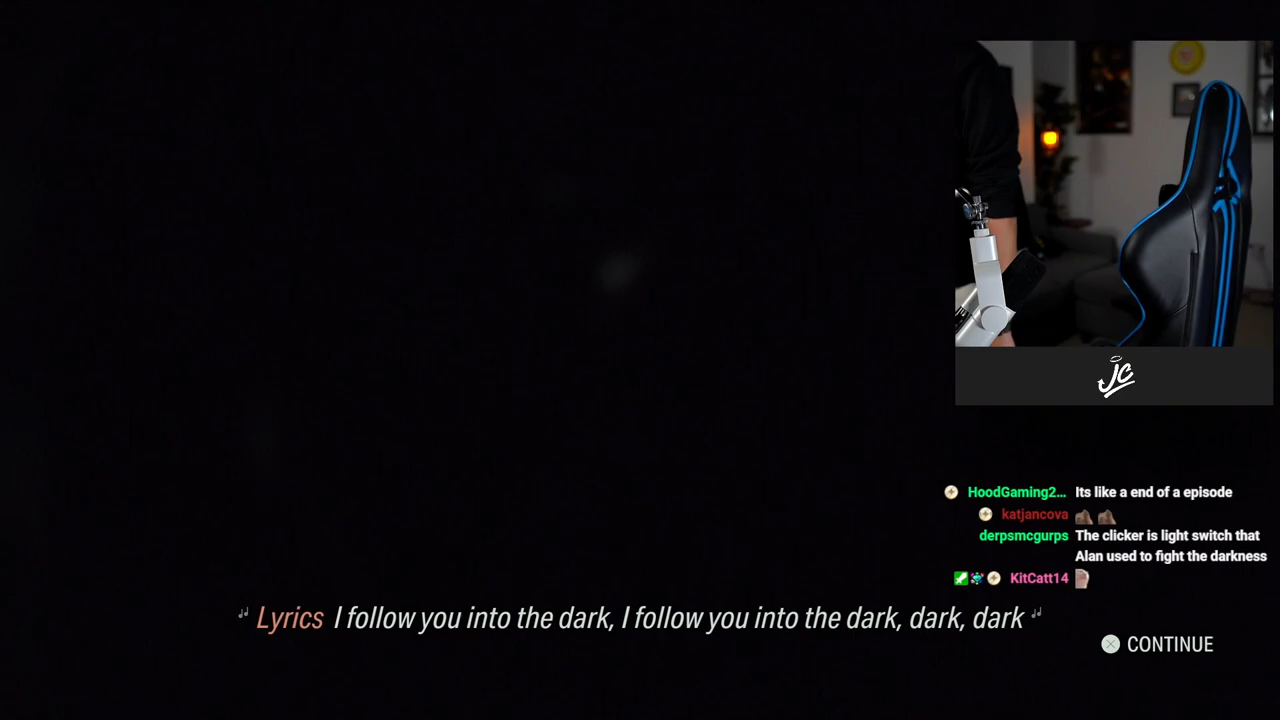 JC
HoodGaming2... Its like a end of a episode
katjancova
derpsmcgurps The clicker is light switch that
Alan used to fight the darkness
KitCatt14
Lyrics I follow you into the dark, I follow you into the dark, dark, dark
CONTINUE